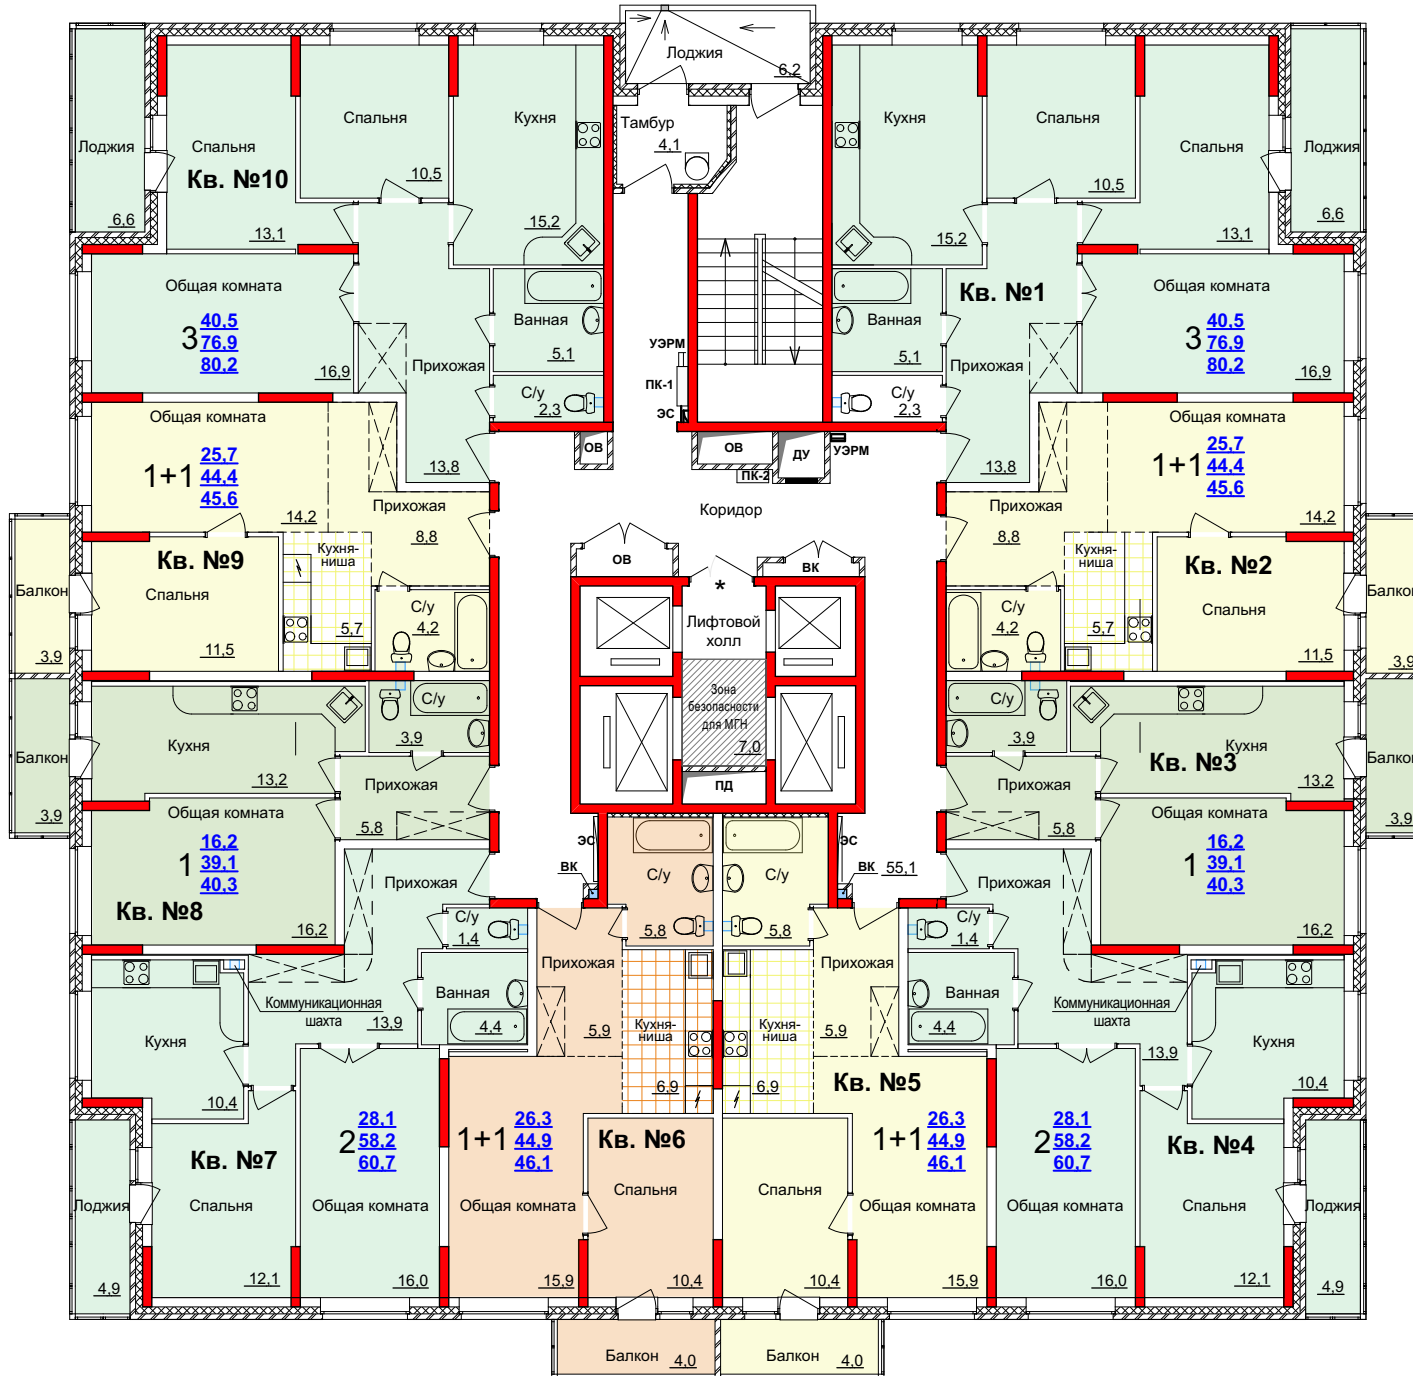 Лоджия
6,2
Тамбур
4,1
Лоджия
6,6
Спальня
Кв. №10
13,1
Спальня
10,5
Кухня
15,2
Общая комната
3
40,5
76,9
80,2
16,9
Прихожая
13,8
Ванная
5,1
С/у
2,3
Кухня
15,2
Спальня
10,5
Спальня
13,1
Лоджия
6,6
Кв. №1
Ванная
5,1
С/у
2,3
Прихожая
13,8
Общая комната
3
40,5
76,9
80,2
16,9
УЭРМ
ПК-1
ЭС
ОВ
ОВ
ДУ
УЭРМ
ПК-2
Коридор
ОВ
ВК
*
Лифтовой
холл
Зона
безопасности
для МГН
7,0
ПД
ЭС
ВК
ЭС
ВК
55,1
Общая комната
1+1
25,7
44,4
45,6
14,2
Прихожая
8,8
Кв. №9
Спальня
11,5
Кухня-
ниша
5,7
С/у
4,2
Балкон
3,9
Общая комната
1+1
25,7
44,4
45,6
14,2
Прихожая
8,8
Кухня-
ниша
5,7
С/у
4,2
Кв. №2
Спальня
11,5
Балкон
3,9
Балкон
3,9
Кухня
13,2
С/у
3,9
Прихожая
5,8
Общая комната
1
16,2
39,1
40,3
Кв. №8
16,2
С/у
3,9
Прихожая
5,8
Кухня
Кв. №3
13,2
Общая комната
1
16,2
39,1
40,3
16,2
Балкон
3,9
Прихожая
С/у
1,4
Ванная
4,4
Коммуникационная
шахта
13,9
Кухня
10,4
Кв. №7
Спальня
12,1
Лоджия
4,9
2
28,1
58,2
60,7
Общая комната
16,0
С/у
5,8
Прихожая
5,9
Кухня-
ниша
6,9
1+1
26,3
44,9
46,1
Общая комната
15,9
Кв. №6
Спальня
10,4
Балкон
4,0
С/у
5,8
Прихожая
5,9
Кухня-
ниша
6,9
Кв. №5
1+1
26,3
44,9
46,1
Спальня
10,4
Общая комната
15,9
Балкон
4,0
Прихожая
С/у
1,4
Ванная
4,4
Коммуникационная
шахта
13,9
Кухня
10,4
2
28,1
58,2
60,7
Общая комната
16,0
Кв. №4
Спальня
12,1
Лоджия
4,9